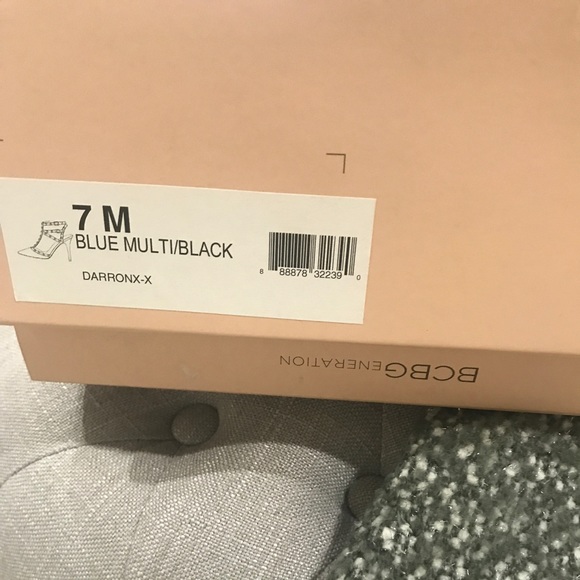 7 M
BLUE MULTI/BLACK
DARRONX-X
8 88878 32239 0
BCBGENERATION